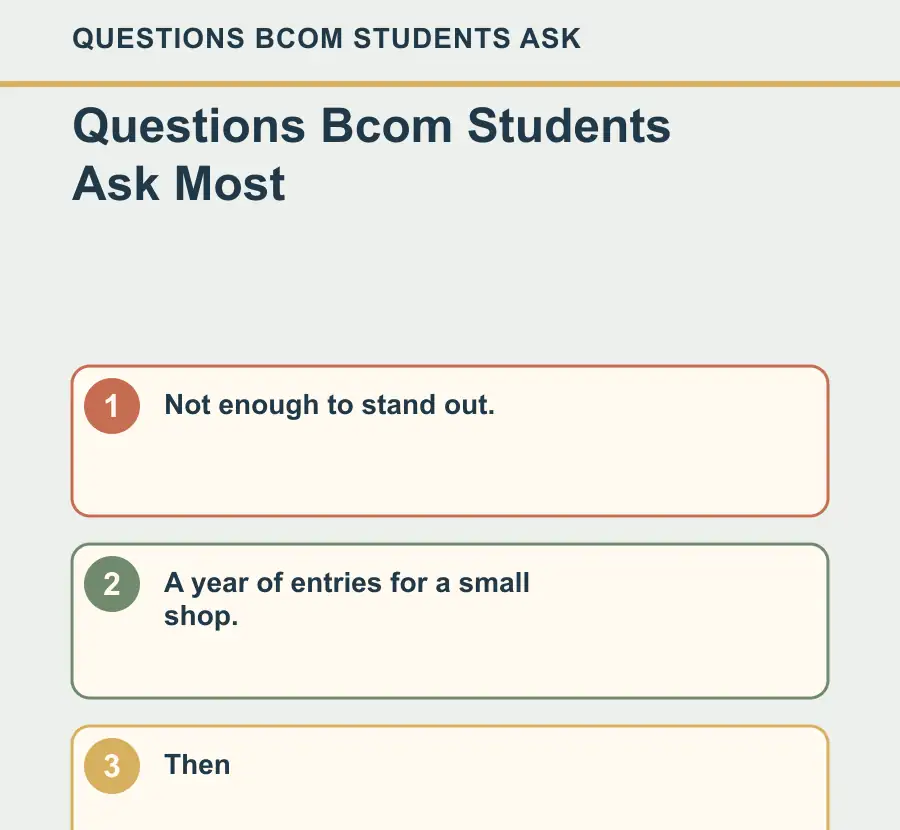 QUESTIONS BCOM STUDENTS ASK
Questions Bcom Students
Ask Most
1
Not enough to stand out.
2
A year of entries for a small
shop.
3
Then